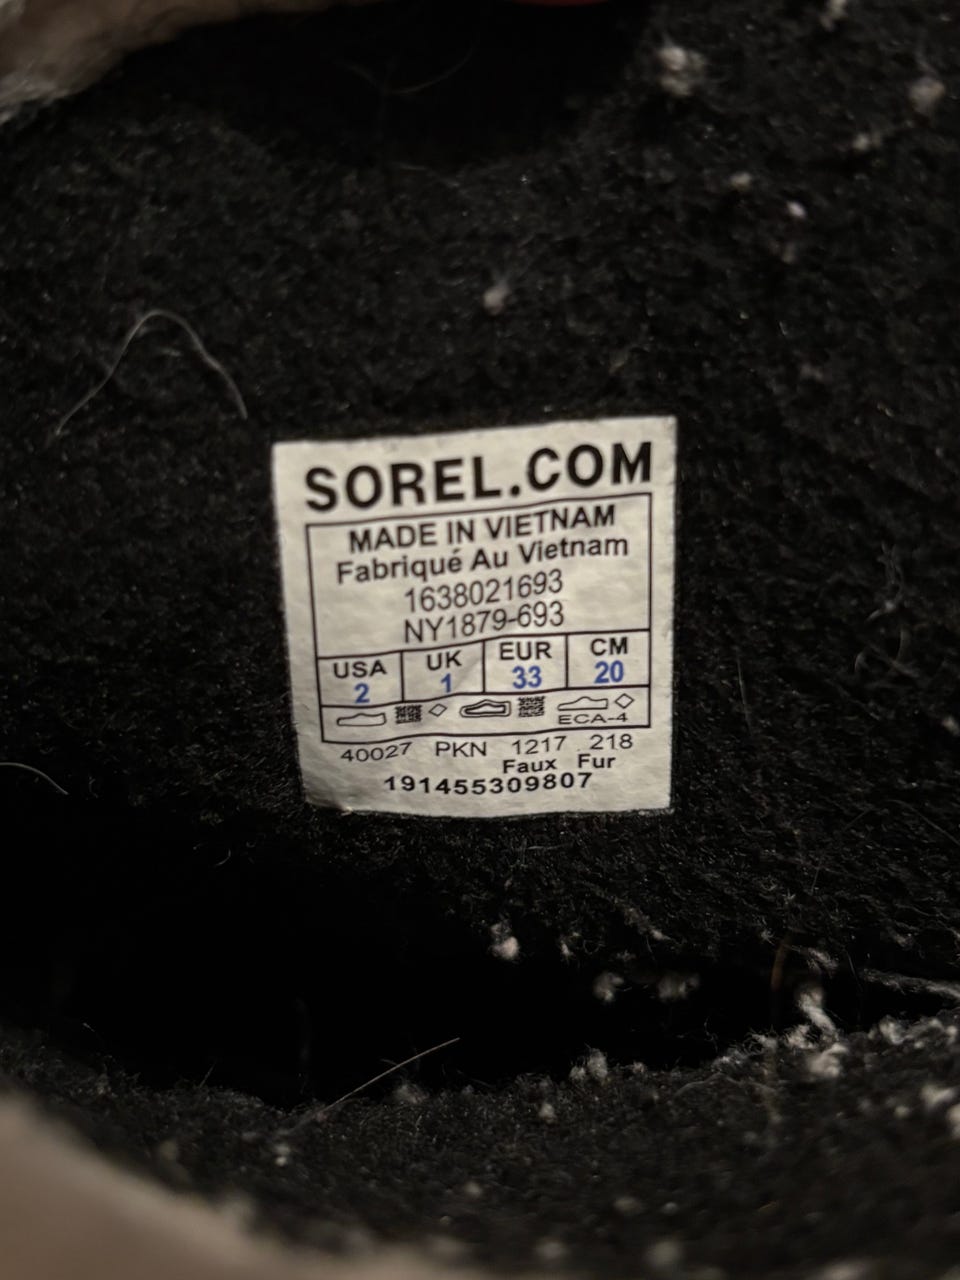 SOREL.COM
MADE IN VIETNAM
Fabriqué Au Vietnam
1638021693
NY1879-693
USA UK EUR CM
2 1 33 20
ECA-4
40027 PKN 1217 218
Faux Fur
191455309807